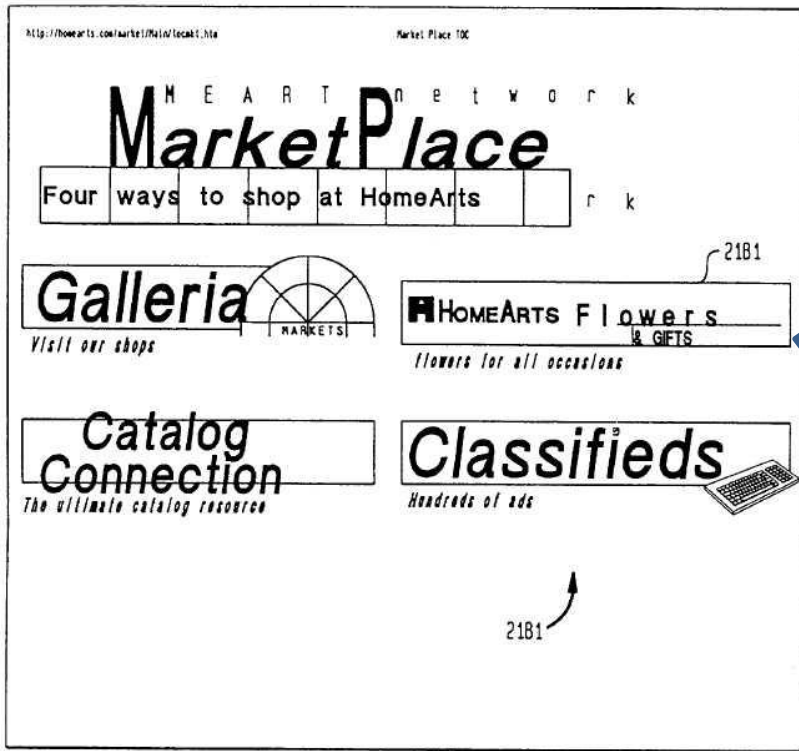 http://homearts.com/market/Main/locmkt.htm Market Place TOC
M E A R T n e t w o r k
MarketPlace
Four ways to shop at HomeArts r k
21B1
Galleria
MARKETS
Visit our shops
HOMEARTS Flowers
& GIFTS
flowers for all occasions
Catalog
Connection
The ultimate catalog resource
Classifieds
Hundreds of ads
21B1